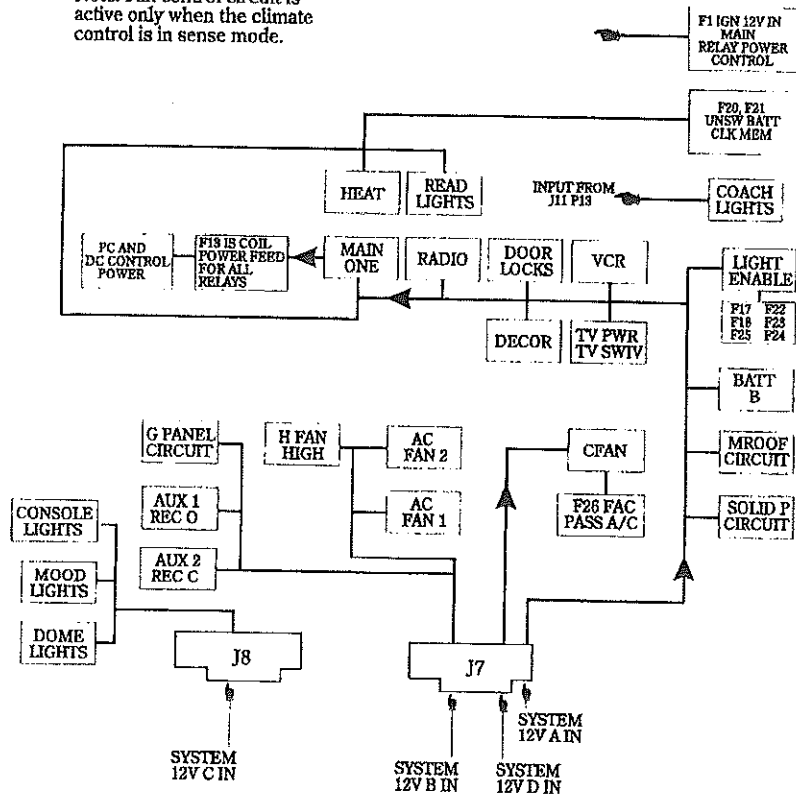 active only when the climate
control is in sense mode.
F1 IGN 12V IN
MAIN
RELAY POWER
CONTROL
F20, F21
UNSW BATT
CLK MEM
HEAT
READ
LIGHTS
INPUT FROM
J11 P13
COACH
LIGHTS
PC AND
DC CONTROL
POWER
F13 IS COIL
POWER FEED
FOR ALL
RELAYS
MAIN
ONE
RADIO
DOOR
LOCKS
VCR
LIGHT
ENABLE
DECOR
TV PWR
TV SWIV
F17 F22
F18 F23
F25 F24
BATT
B
G PANEL
CIRCUIT
H FAN
HIGH
AC
FAN 2
CFAN
MROOF
CIRCUIT
AUX 1
REC O
AC
FAN 1
F26 FAC
PASS A/C
SOLID P
CIRCUIT
CONSOLE
LIGHTS
AUX 2
REC C
MOOD
LIGHTS
DOME
LIGHTS
J8
J7
SYSTEM
12V C IN
SYSTEM
12V B IN
SYSTEM
12V D IN
SYSTEM
12V A IN